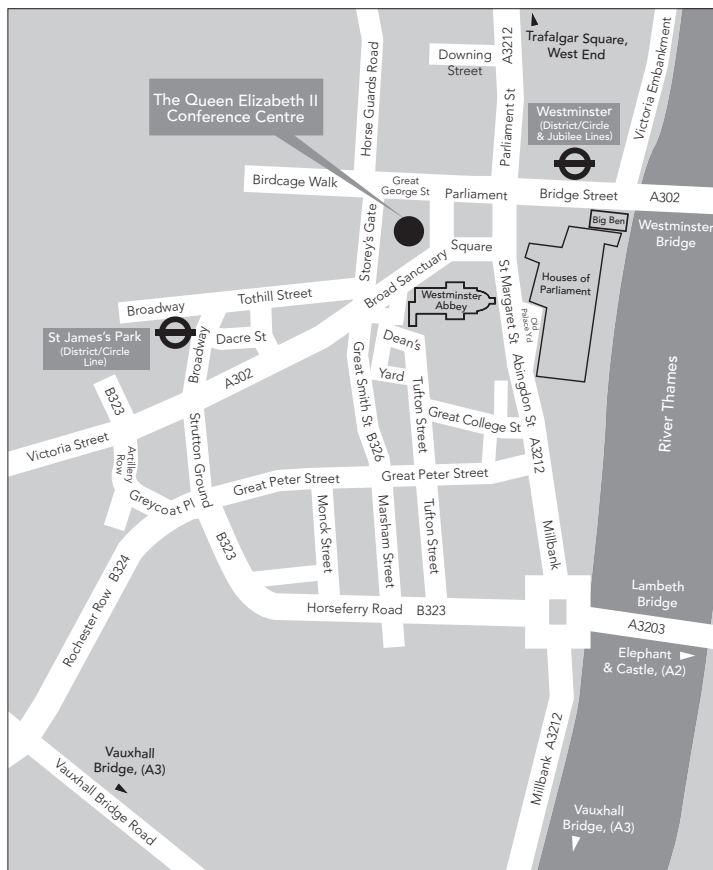 A3212
Trafalgar Square,
West End
Horse Guards Road
Downing
Street
Victoria Embankment
The Queen Elizabeth II
Conference Centre
Parliament St
Westminster
(District/Circle
& Jubilee Lines)
Birdcage Walk
Great
George St
Parliament
Bridge Street
A302
Big Ben
Westminster
Bridge
Storey's Gate
Square
Broad Sanctuary
St Margaret St
Houses of
Parliament
Westminster
Abbey
Broadway
Tothill Street
Old
Palace Yd
St James's Park
(District/Circle
Line)
Broadway
Dacre St
Dean's
Yard
A302
B323
Great Smith St
B326
Tufton Street
Abingdon St
River Thames
Great College St
A3212
Victoria Street
Artillery
Row
Strutton Ground
Great Peter Street
Great Peter Street
Greycoat Pl
Monck Street
Marsham Street
Tufton Street
Millbank
B323
B324
Rochester Row
Horseferry Road
B323
Lambeth
Bridge
A3203
Elephant
& Castle, (A2)
Millbank A3212
Vauxhall
Bridge, (A3)
Vauxhall Bridge Road
Vauxhall
Bridge, (A3)